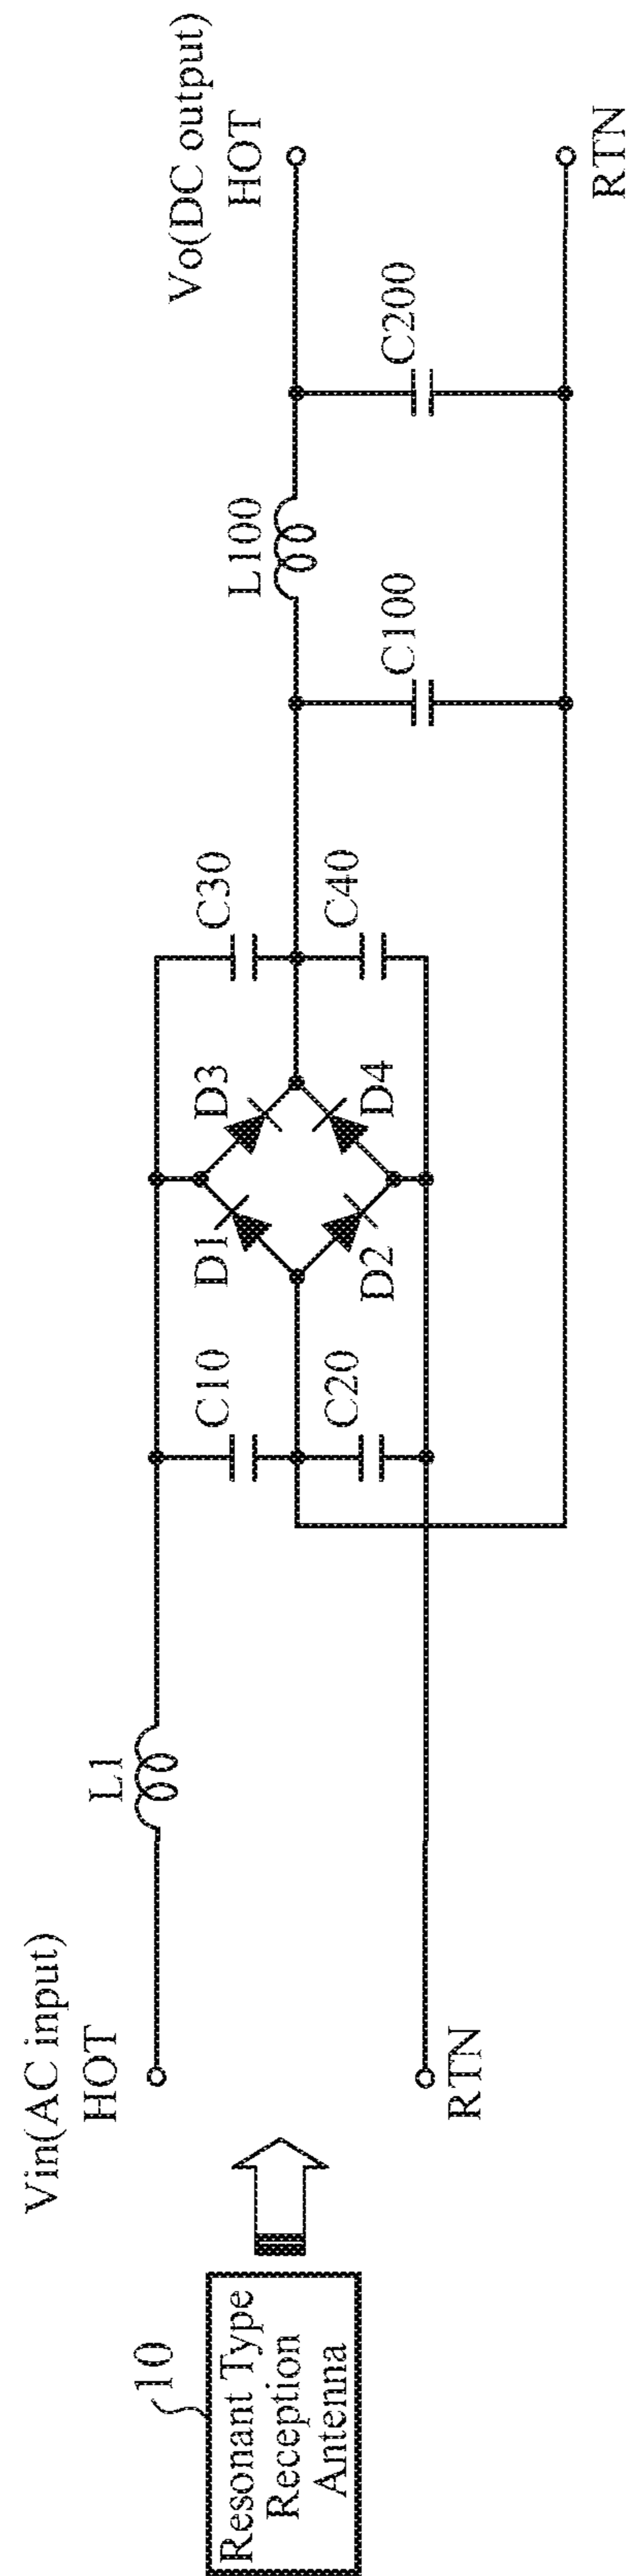 Vin(AC input)
HOT
L1
C10
D1
D3
C30
L100
Vo(DC output)
HOT
10
Resonant Type
Reception
Antenna
C20
D2
D4
C40
C100
C200
RTN
RTN